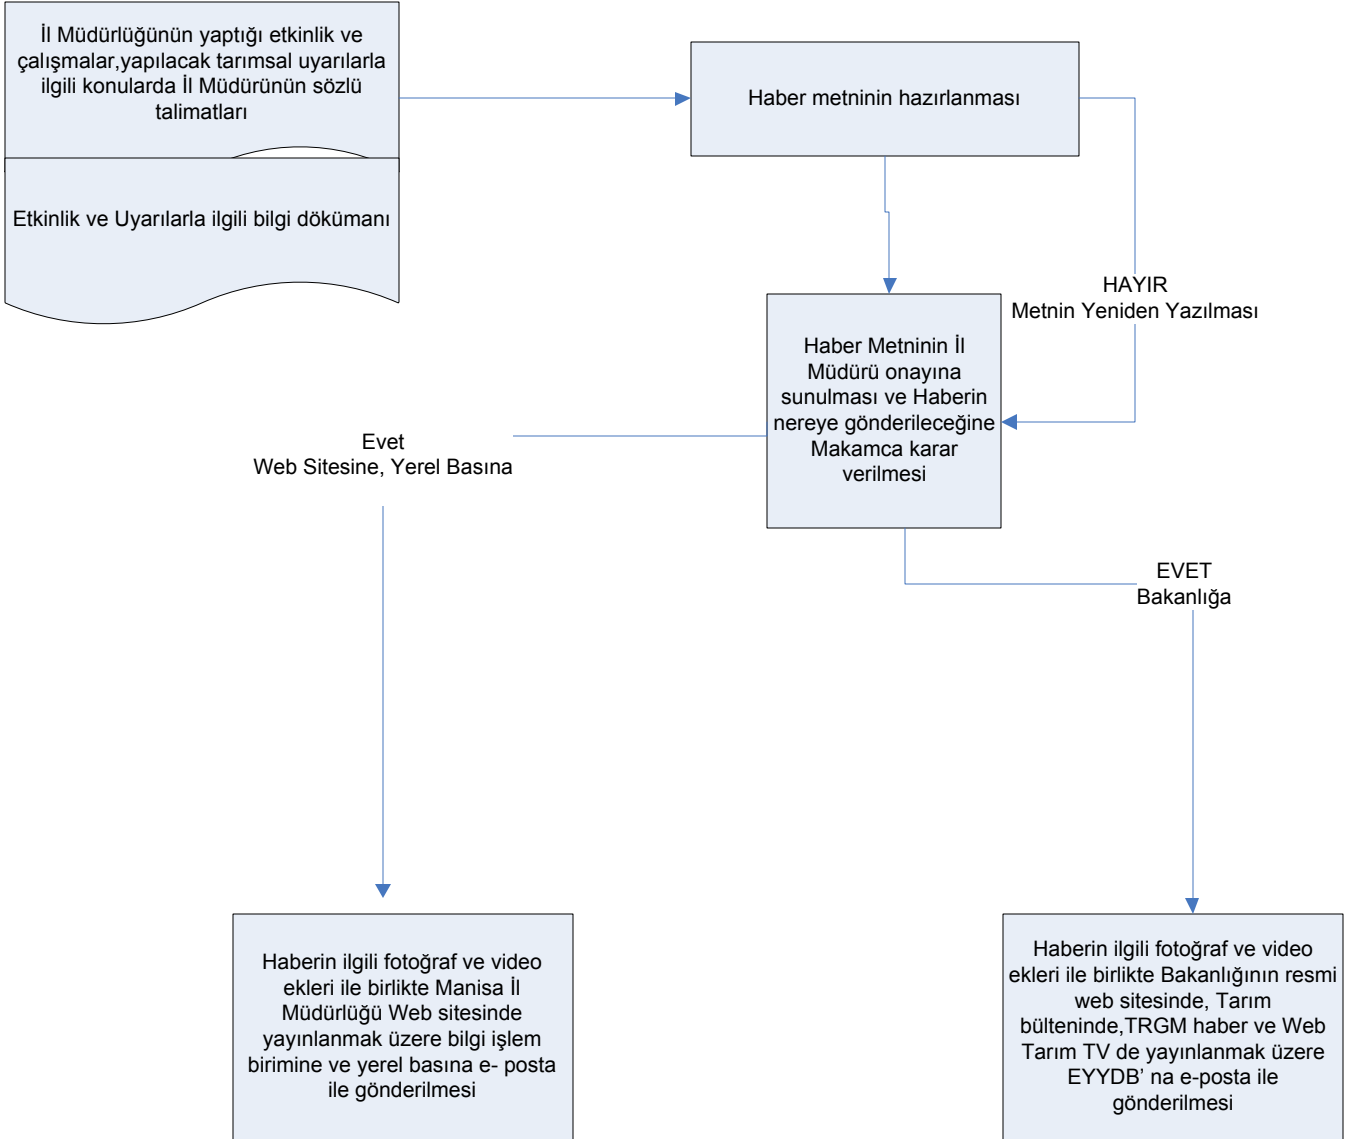 İl Müdürlüğünün yaptığı etkinlik ve
çalışmalar,yapılacak tarımsal uyarılarla
ilgili konularda İl Müdürünün sözlü
talimatları
Etkinlik ve Uyarılarla ilgili bilgi dökümanı
Haber metninin hazırlanması
HAYIR
Metnin Yeniden Yazılması
Haber Metninin İl
Müdürü onayına
sunulması ve Haberin
nereye gönderileceğine
Makamca karar
verilmesi
Evet
Web Sitesine, Yerel Basına
EVET
Bakanlığa
Haberin ilgili fotoğraf ve video
ekleri ile birlikte Manisa İl
Müdürlüğü Web sitesinde
yayınlanmak üzere bilgi işlem
birimine ve yerel basına e- posta
ile gönderilmesi
Haberin ilgili fotoğraf ve video
ekleri ile birlikte Bakanlığının resmi
web sitesinde, Tarım
bülteninde,TRGM haber ve Web
Tarım TV de yayınlanmak üzere
EYYDB’ na e-posta ile
gönderilmesi